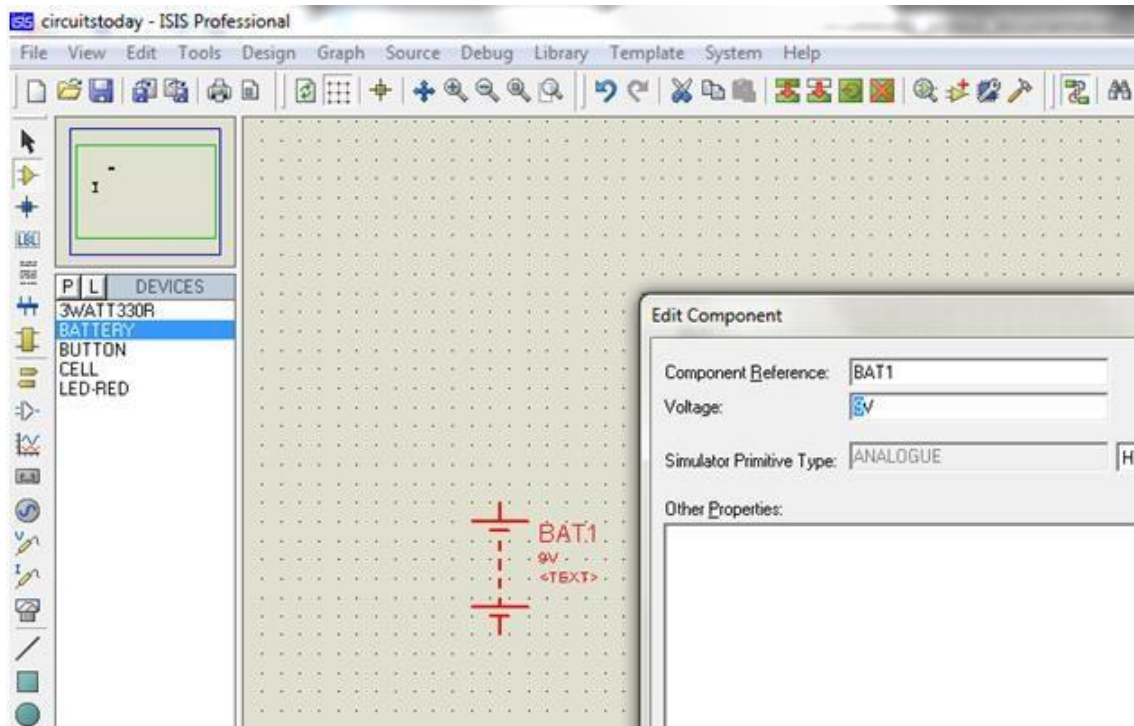 ISIS circuitstoday - ISIS Professional
File View Edit Tools Design Graph Source Debug Library Template System Help
LBL
P L DEVICES
3WATT330R
BATTERY
BUTTON
CELL
LED-RED
Edit Component
Component Reference: BAT1
Voltage: 9V
Simulator Primitive Type: ANALOGUE H
Other Properties:
BAT1
9V
<TEXT>
V
I